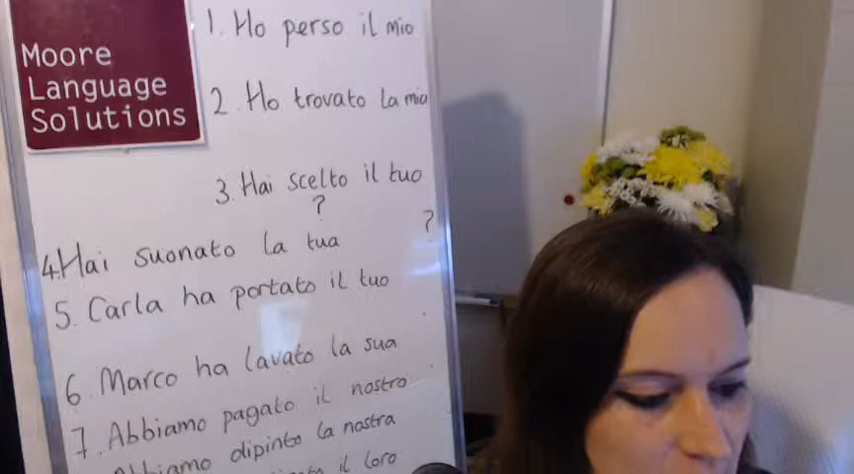 Moore
Language
Solutions
1. Ho perso il mio
2. Ho trovato la mia
3. Hai scelto il tuo
?
4. Hai suonato la tua ?
5. Carla ha portato il tuo .
6. Marco ha lavato la sua .
7. Abbiamo pagato il nostro
Abbiamo dipinto la nostra
il loro